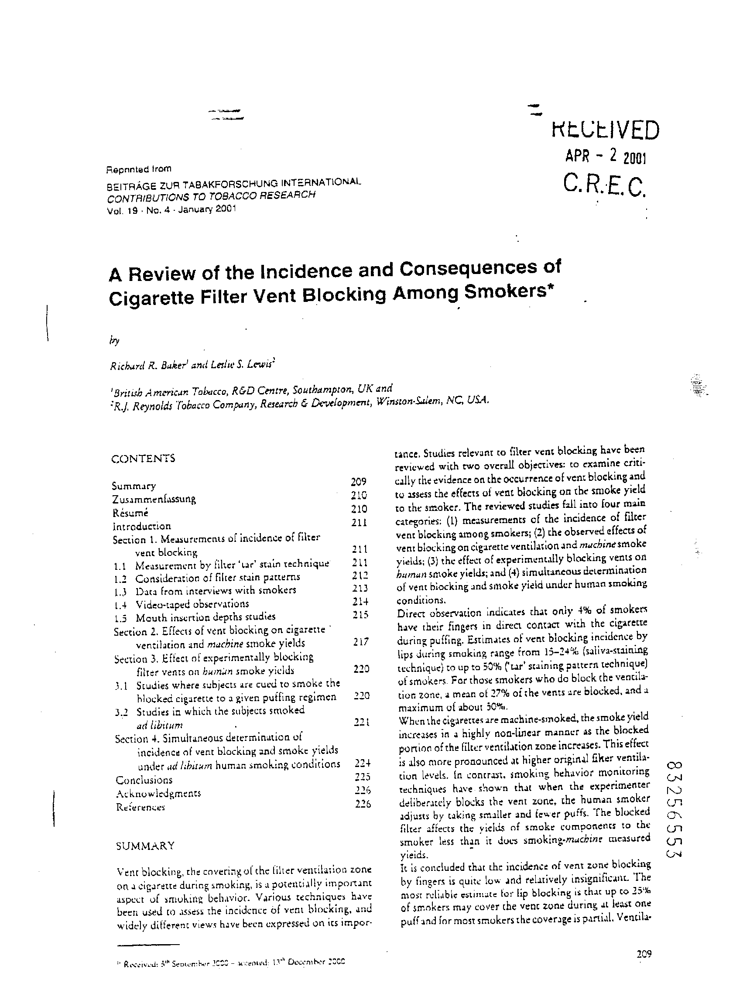 RECEIVED
APR - 2 2001
C.R.E.C.
Reprinted from
BEITRÄGE ZUR TABAKFORSCHUNG INTERNATIONAL
CONTRIBUTIONS TO TOBACCO RESEARCH
Vol. 19 · No. 4 · January 2001
A Review of the Incidence and Consequences of
Cigarette Filter Vent Blocking Among Smokers*
by
Richard R. Baker¹ and Leslie S. Lewis²
¹British American Tobacco, R&D Centre, Southampton, UK and
²R.J. Reynolds Tobacco Company, Research & Development, Winston-Salem, NC, USA.
CONTENTS
Summary 209
Zusammenfassung 210
Résumé 210
Introduction 211
Section 1. Measurements of incidence of filter
vent blocking 211
1.1 Measurement by filter 'tar' stain technique 211
1.2 Consideration of filter stain patterns 212
1.3 Data from interviews with smokers 213
1.4 Video-taped observations 214
1.5 Mouth insertion depths studies 215
Section 2. Effects of vent blocking on cigarette
ventilation and machine smoke yields 217
Section 3. Effect of experimentally blocking
filter vents on human smoke yields 220
3.1 Studies where subjects are cued to smoke the
blocked cigarette to a given puffing regimen 220
3.2 Studies in which the subjects smoked
ad libitum 221
Section 4. Simultaneous determination of
incidence of vent blocking and smoke yields
under ad libitum human smoking conditions 224
Conclusions 225
Acknowledgments 226
References 226
SUMMARY
Vent blocking, the covering of the filter ventilation zone
on a cigarette during smoking, is a potentially important
aspect of smoking behavior. Various techniques have
been used to assess the incidence of vent blocking, and
widely different views have been expressed on its impor-
tance. Studies relevant to filter vent blocking have been
reviewed with two overall objectives: to examine criti-
cally the evidence on the occurrence of vent blocking and
to assess the effects of vent blocking on the smoke yield
to the smoker. The reviewed studies fall into four main
categories: (1) measurements of the incidence of filter
vent blocking among smokers; (2) the observed effects of
vent blocking on cigarette ventilation and machine smoke
yields; (3) the effect of experimentally blocking vents on
human smoke yields; and (4) simultaneous determination
of vent blocking and smoke yield under human smoking
conditions.
Direct observation indicates that only 4% of smokers
have their fingers in direct contact with the cigarette
during puffing. Estimates of vent blocking incidence by
lips during smoking range from 15–24% (saliva-staining
technique) to up to 50% ('tar' staining pattern technique)
of smokers. For those smokers who do block the ventila-
tion zone, a mean of 27% of the vents are blocked, and a
maximum of about 50%.
When the cigarettes are machine-smoked, the smoke yield
increases in a highly non-linear manner as the blocked
portion of the filter ventilation zone increases. This effect
is also more pronounced at higher original filter ventila-
tion levels. In contrast, smoking behavior monitoring
techniques have shown that when the experimenter
deliberately blocks the vent zone, the human smoker
adjusts by taking smaller and fewer puffs. The blocked
filter affects the yields of smoke components to the
smoker less than it does smoking-machine measured
yields.
It is concluded that the incidence of vent zone blocking
by fingers is quite low and relatively insignificant. The
most reliable estimate for lip blocking is that up to 25%
of smokers may cover the vent zone during at least one
puff and for most smokers the coverage is partial. Ventila-
83256553
* Received: 5th September 2000 – accepted: 13th December 2000
209